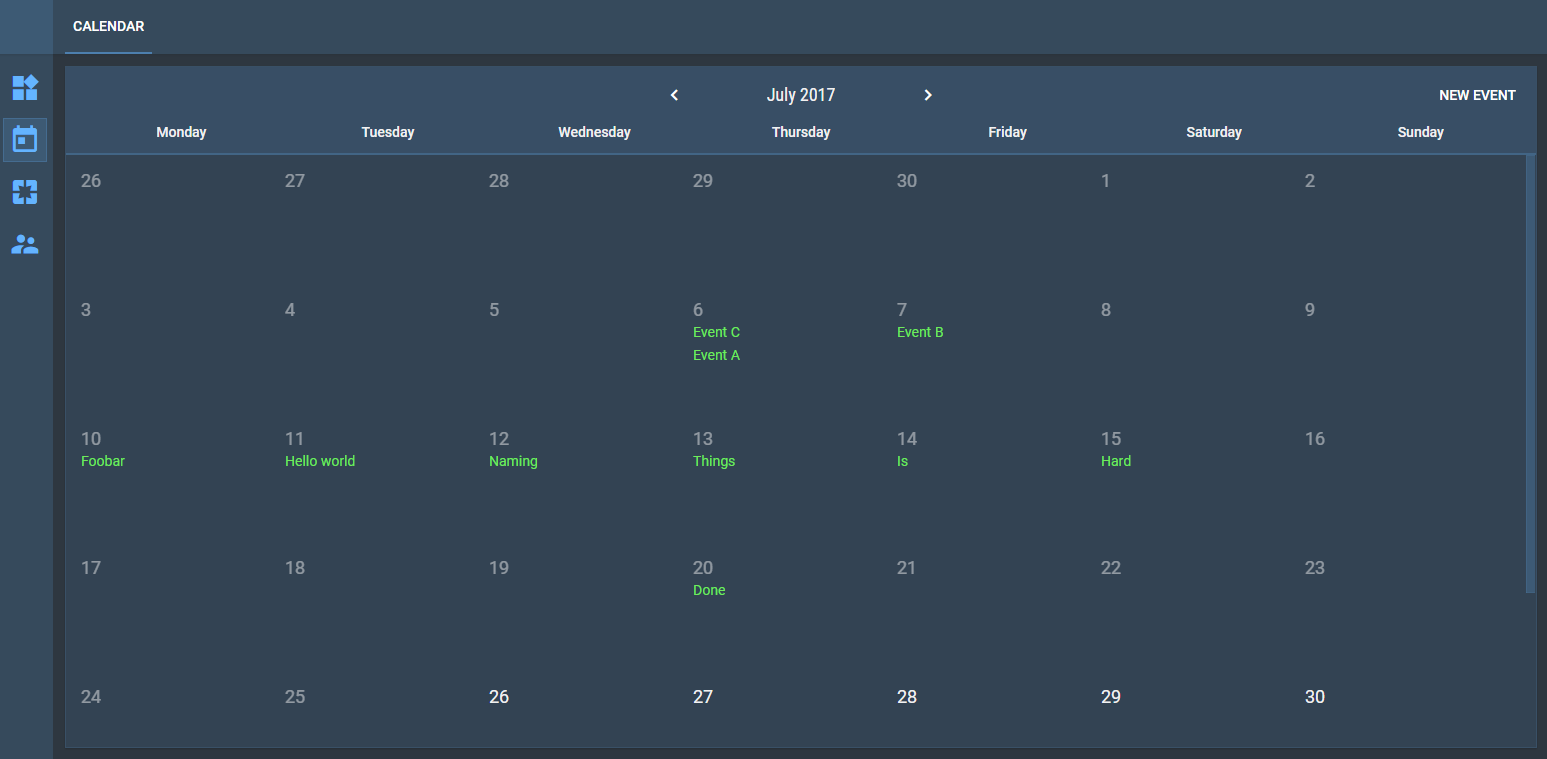 CALENDAR
July 2017
NEW EVENT
Monday Tuesday Wednesday Thursday Friday Saturday Sunday
26 27 28 29 30 1 2
3 4 5 6 7 8 9
Event C Event B
Event A
10 11 12 13 14 15 16
Foobar Hello world Naming Things Is Hard
17 18 19 20 21 22 23
Done
24 25 26 27 28 29 30